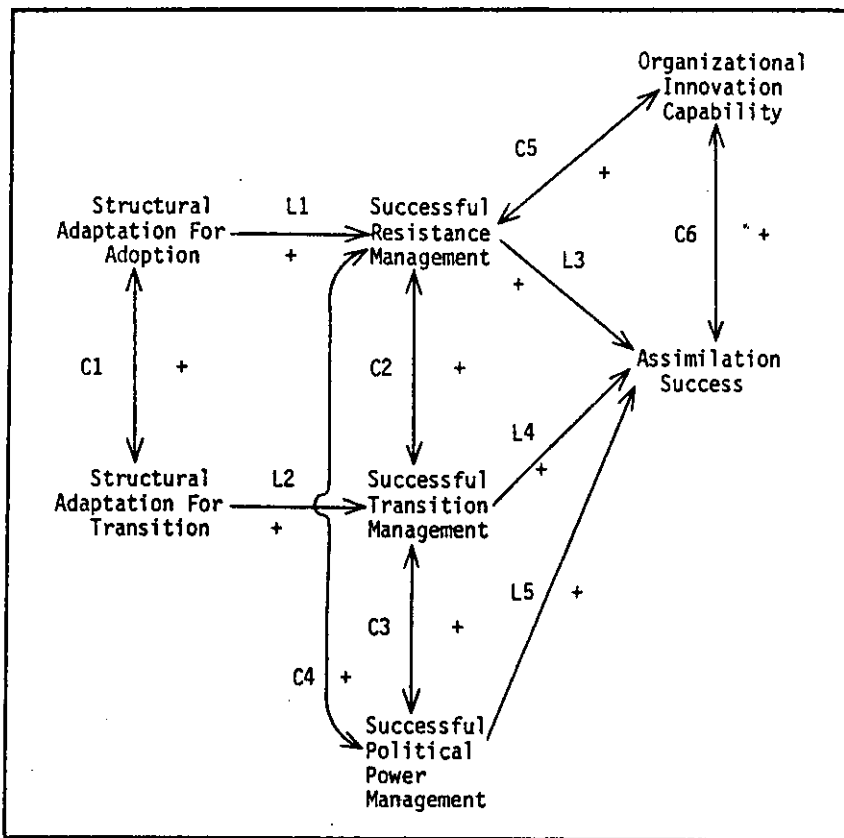 Organizational
Innovation
Capability
C5
+
Structural
Adaptation For
Adoption
L1
+
Successful
Resistance
Management
L3
+
C6
+
C1
+
C2
+
Assimilation
Success
Structural
Adaptation For
Transition
L2
+
Successful
Transition
Management
L4
+
L5
+
C3
+
C4
+
Successful
Political
Power
Management